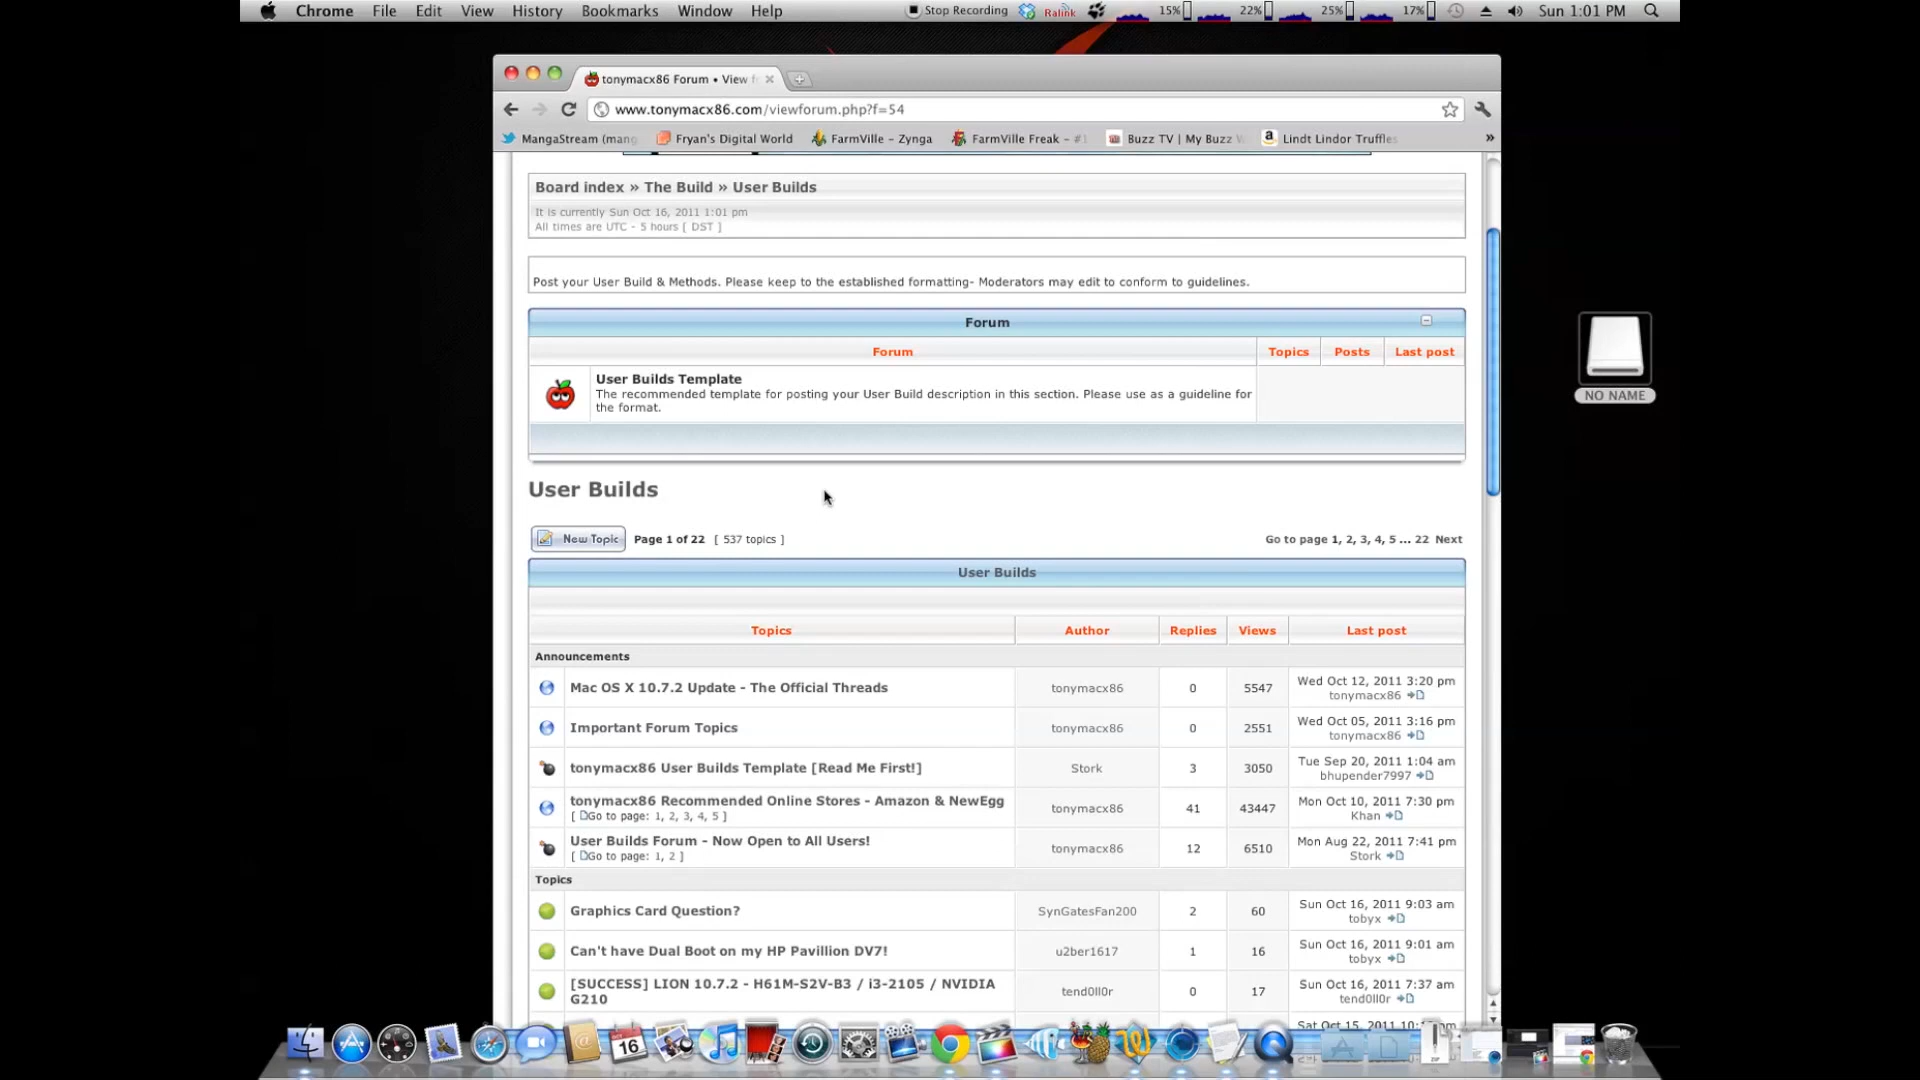 Chrome File Edit View History Bookmarks Window Help Stop Recording Ralink 15% 22% 25% 17% Sun 1:01 PM
tonymacx86 Forum • View f
www.tonymacx86.com/viewforum.php?f=54
MangaStream (mang Fryan's Digital World FarmVille - Zynga FarmVille Freak - #1 Buzz TV | My Buzz Lindt Lindor Truffles »
Board index » The Build » User Builds
It is currently Sun Oct 16, 2011 1:01 pm
All times are UTC - 5 hours [ DST ]
Post your User Build & Methods. Please keep to the established formatting- Moderators may edit to conform to guidelines.
Forum
Forum Topics Posts Last post
User Builds Template
The recommended template for posting your User Build description in this section. Please use as a guideline for
the format.
NO NAME
User Builds
New Topic Page 1 of 22 [ 537 topics ] Go to page 1, 2, 3, 4, 5 ... 22 Next
User Builds
Topics Author Replies Views Last post
Announcements
Mac OS X 10.7.2 Update - The Official Threads tonymacx86 0 5547 Wed Oct 12, 2011 3:20 pm
tonymacx86
Important Forum Topics tonymacx86 0 2551 Wed Oct 05, 2011 3:16 pm
tonymacx86
tonymacx86 User Builds Template [Read Me First!] Stork 3 3050 Tue Sep 20, 2011 1:04 am
bhupender7997
tonymacx86 Recommended Online Stores - Amazon & NewEgg tonymacx86 41 43447 Mon Oct 10, 2011 7:30 pm
[ Go to page: 1, 2, 3, 4, 5 ] Khan
User Builds Forum - Now Open to All Users! tonymacx86 12 6510 Mon Aug 22, 2011 7:41 pm
[ Go to page: 1, 2 ] Stork
Topics
Graphics Card Question? SynGatesFan200 2 60 Sun Oct 16, 2011 9:03 am
tobyx
Can't have Dual Boot on my HP Pavillion DV7! u2ber1617 1 16 Sun Oct 16, 2011 9:01 am
tobyx
[SUCCESS] LION 10.7.2 - H61M-S2V-B3 / i3-2105 / NVIDIA
G210 tend0ll0r 0 17 Sun Oct 16, 2011 7:37 am
tend0ll0r
Sat Oct 15, 2011
16
ZIP